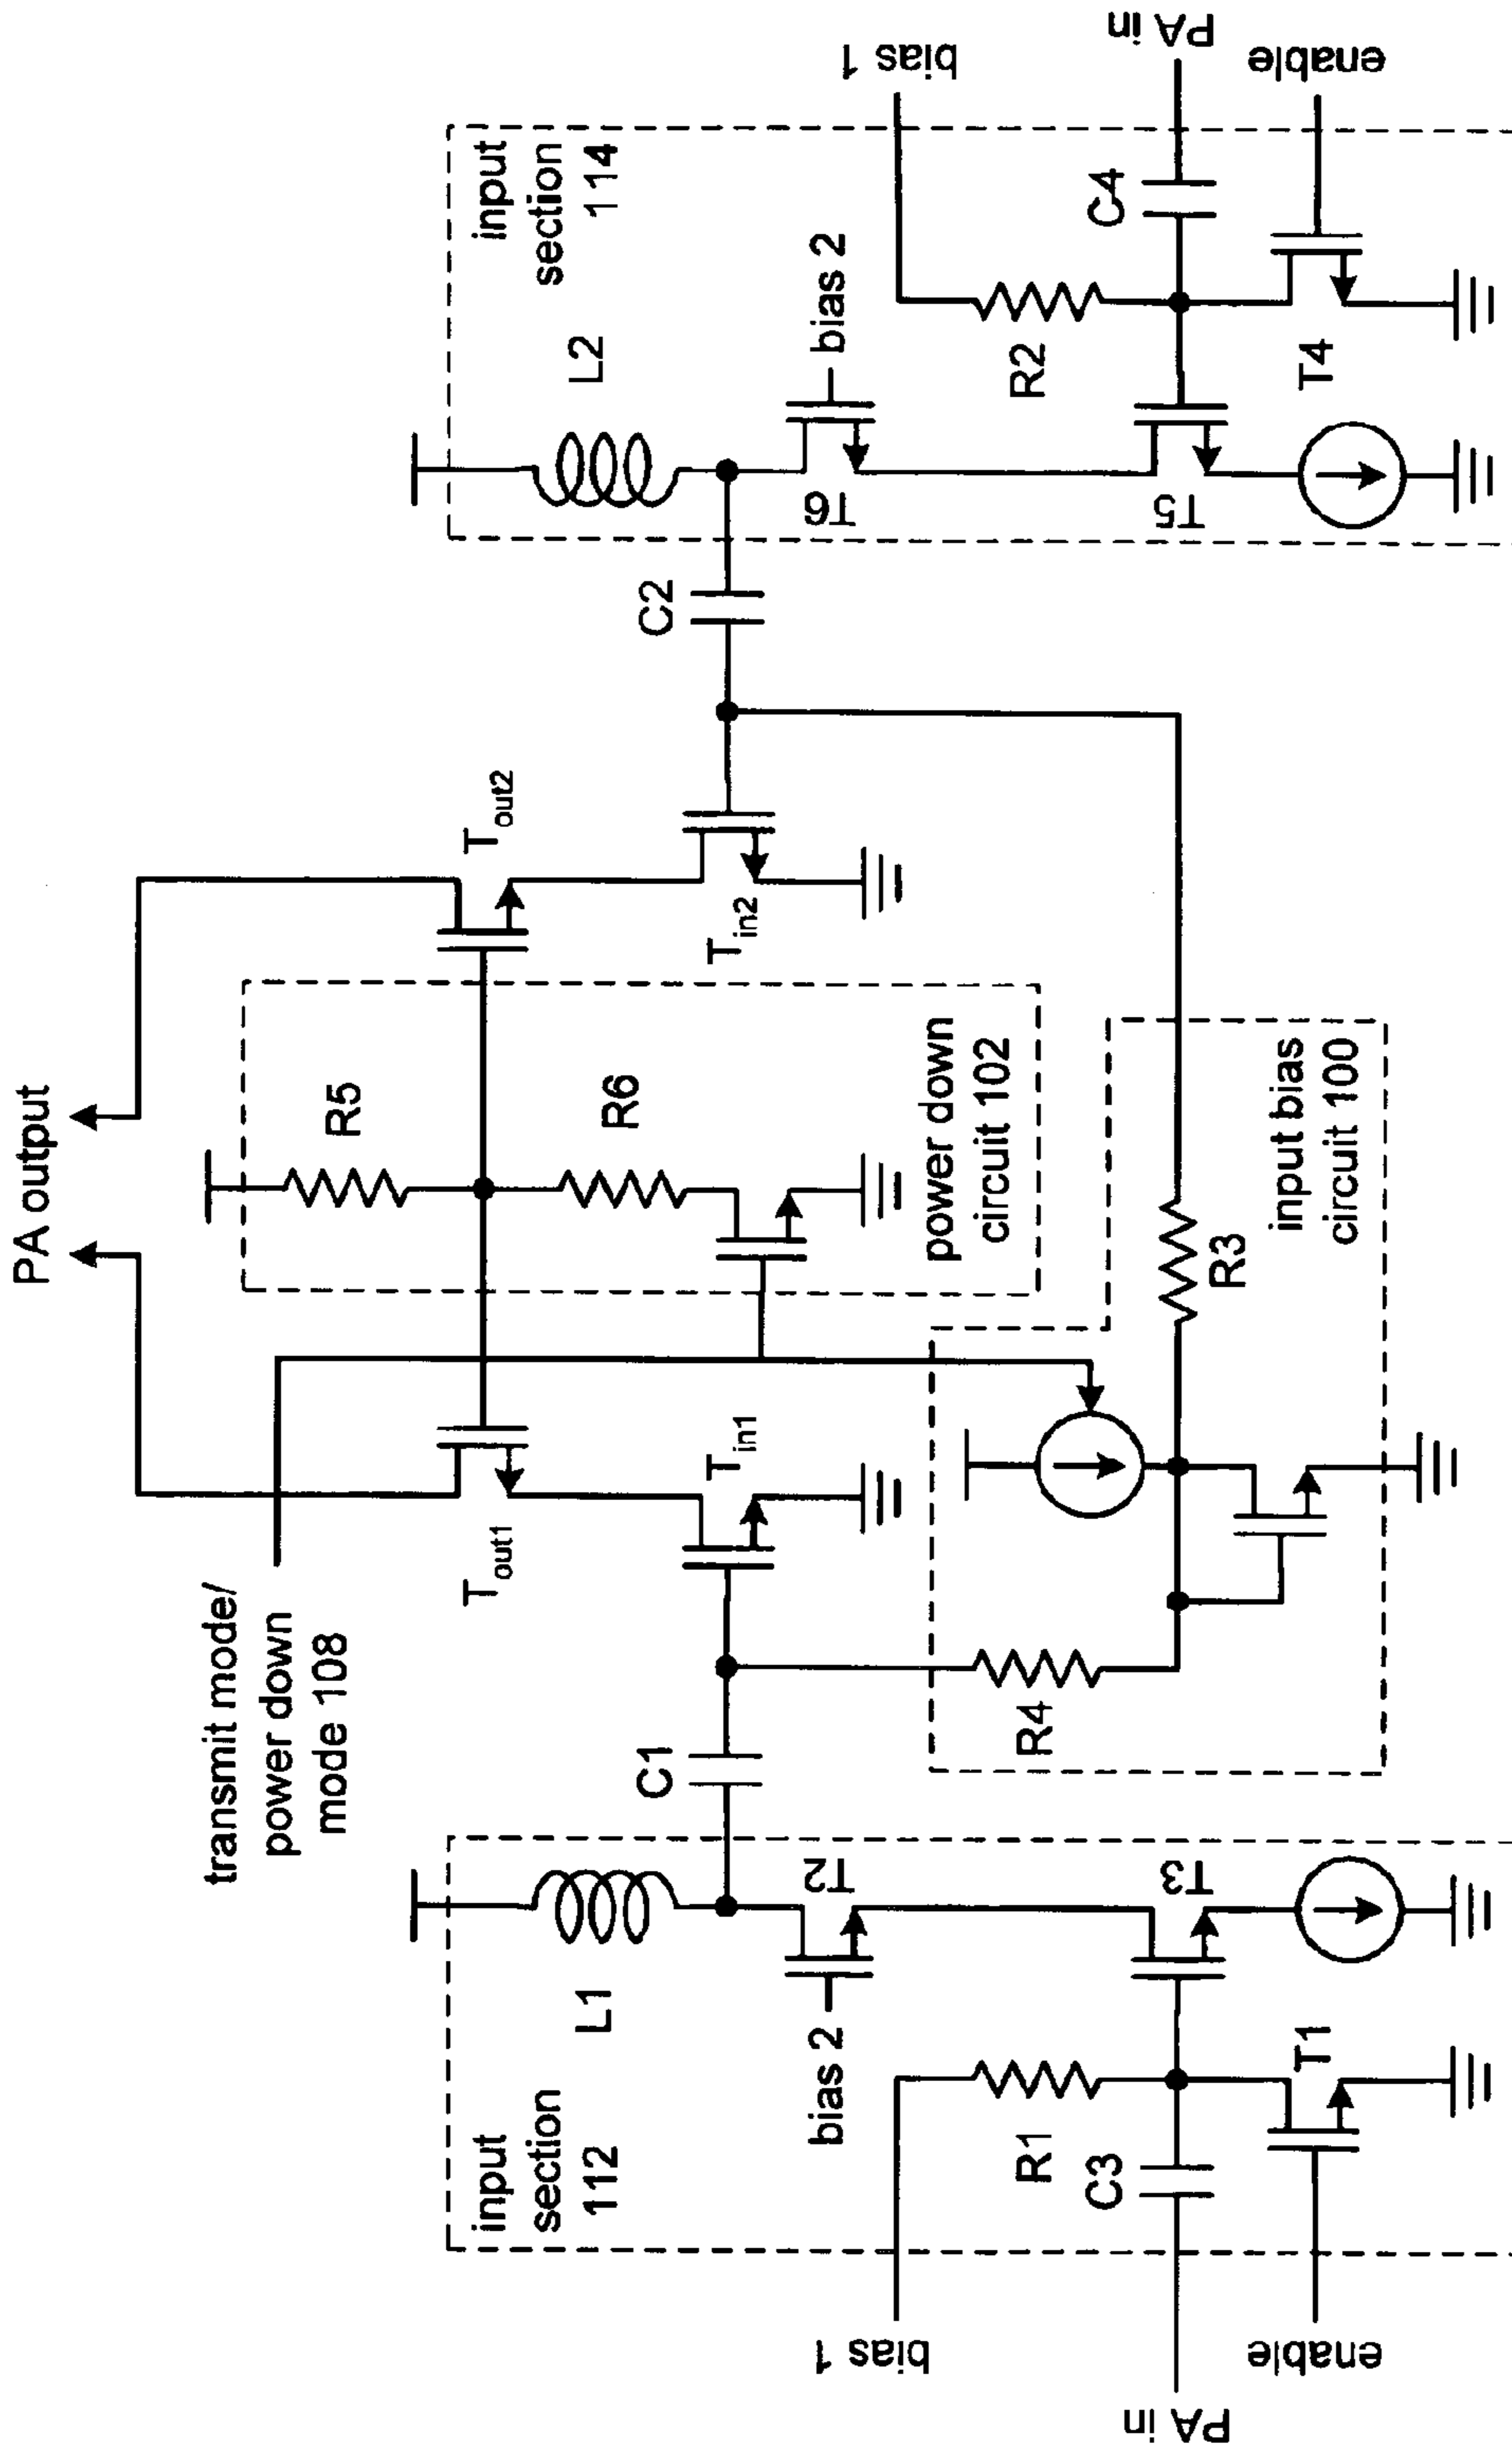 PA output
transmit mode/
power down
mode 108
T_out1
T_out2
T_in1
T_in2
R5
R6
power down
circuit 102
input bias
circuit 100
R3
R4
C1
C2
input
section
112
L1
T2
bias 2
T3
R1
C3
T1
bias 1
PA in
enable
input
section
114
L2
T6
bias 2
T5
R2
C4
T4
bias 1
PA in
enable